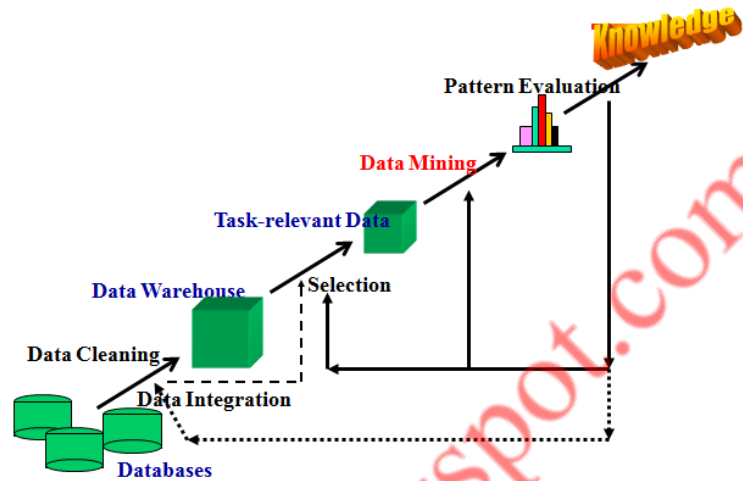 Knowledge
Pattern Evaluation
Data Mining
Task-relevant Data
Selection
Data Warehouse
Data Cleaning
Data Integration
Databases
spot.com